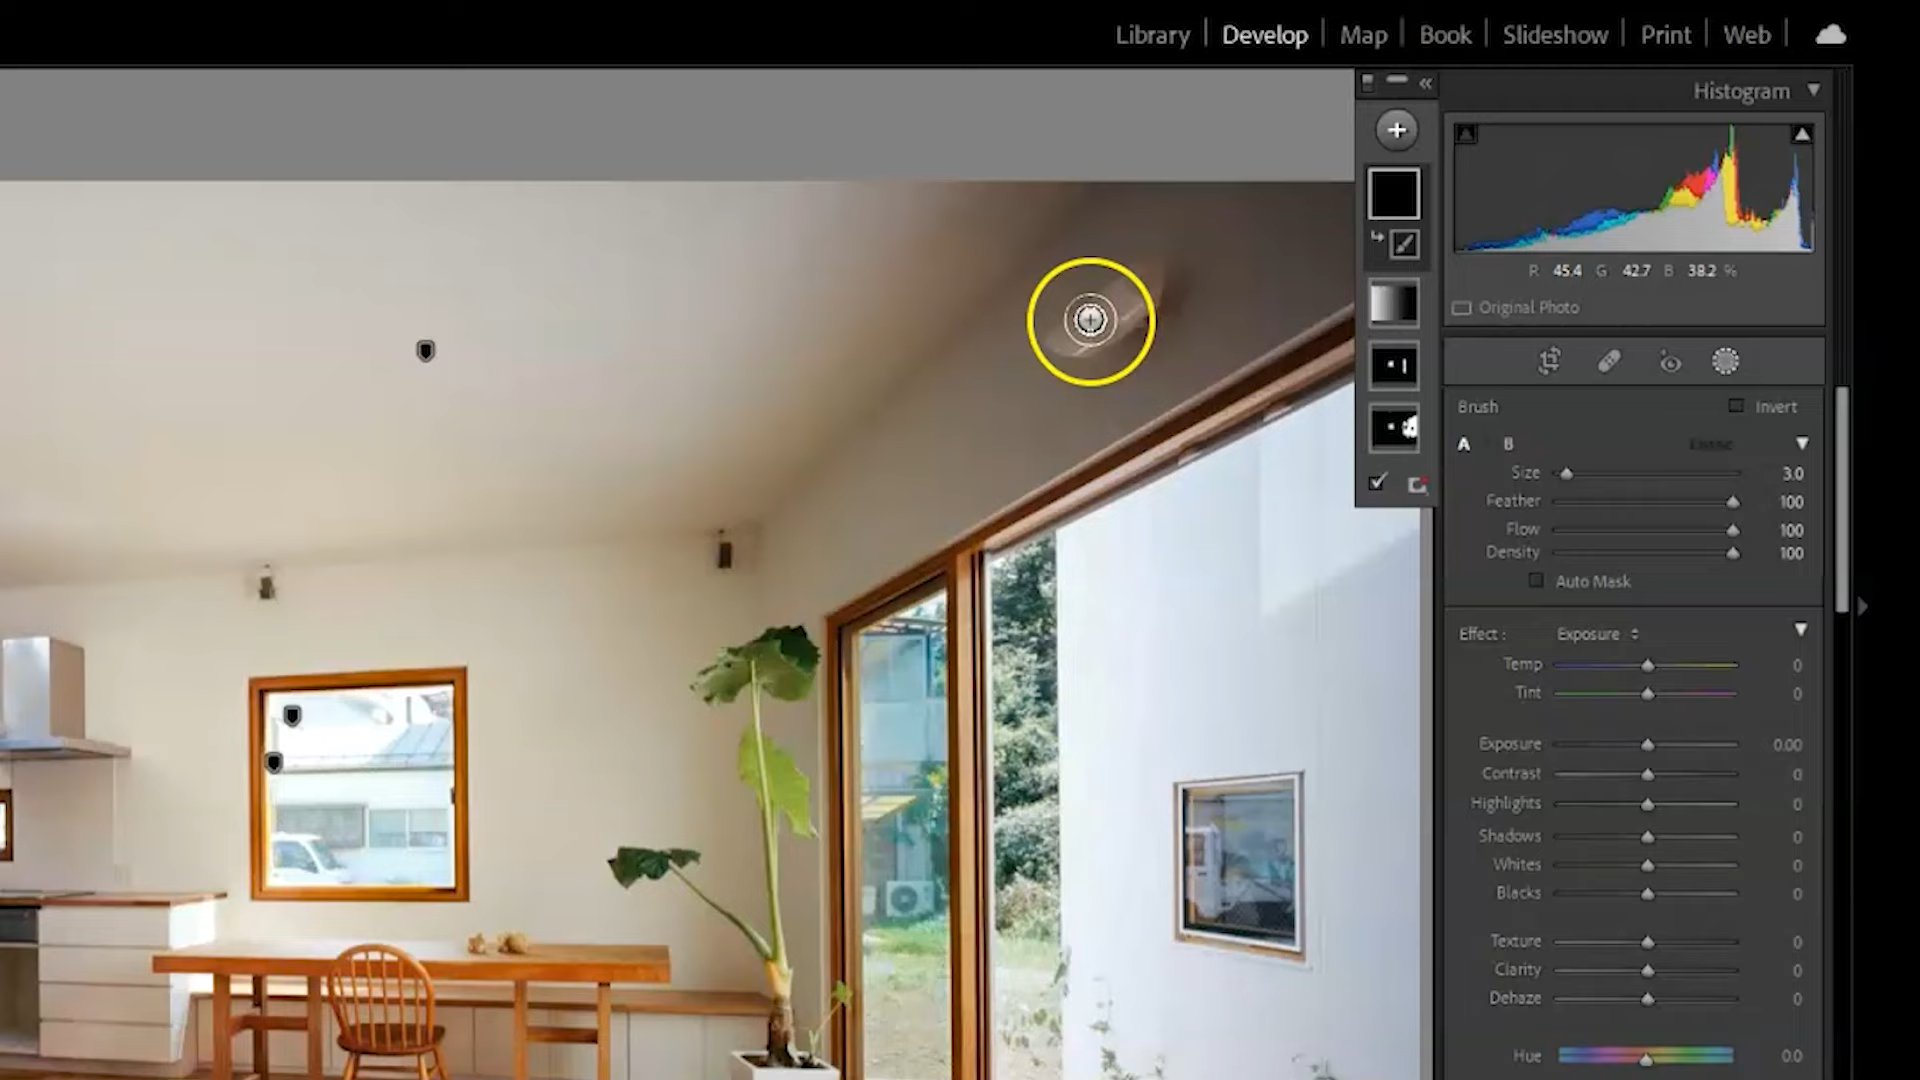 Library | Develop | Map | Book | Slideshow | Print | Web |
Histogram
R 45.4 G 42.7 B 38.2 %
Original Photo
Brush Invert
A B Erase
Size 3.0
Feather 100
Flow 100
Density 100
Auto Mask
Effect : Exposure
Temp 0
Tint 0
Exposure 0.00
Contrast 0
Highlights 0
Shadows 0
Whites 0
Blacks 0
Texture 0
Clarity 0
Dehaze 0
Hue 0.0